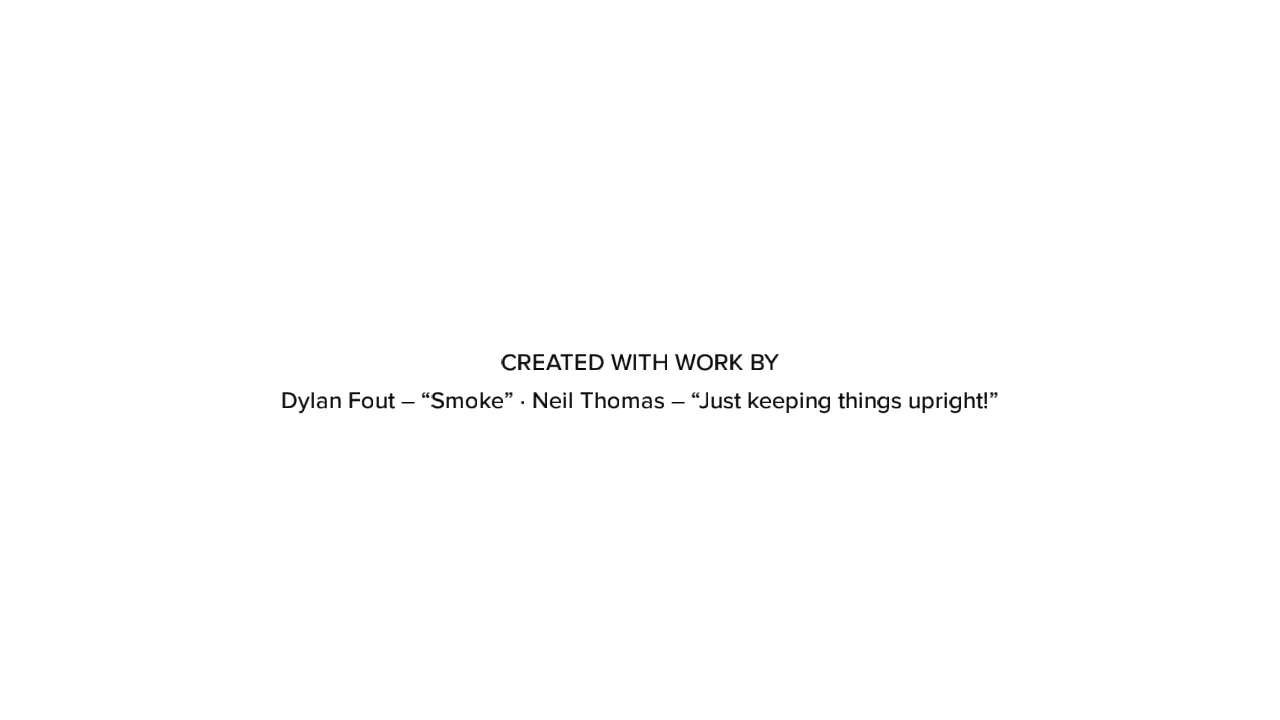 CREATED WITH WORK BY
Dylan Fout – “Smoke” · Neil Thomas – “Just keeping things upright!”